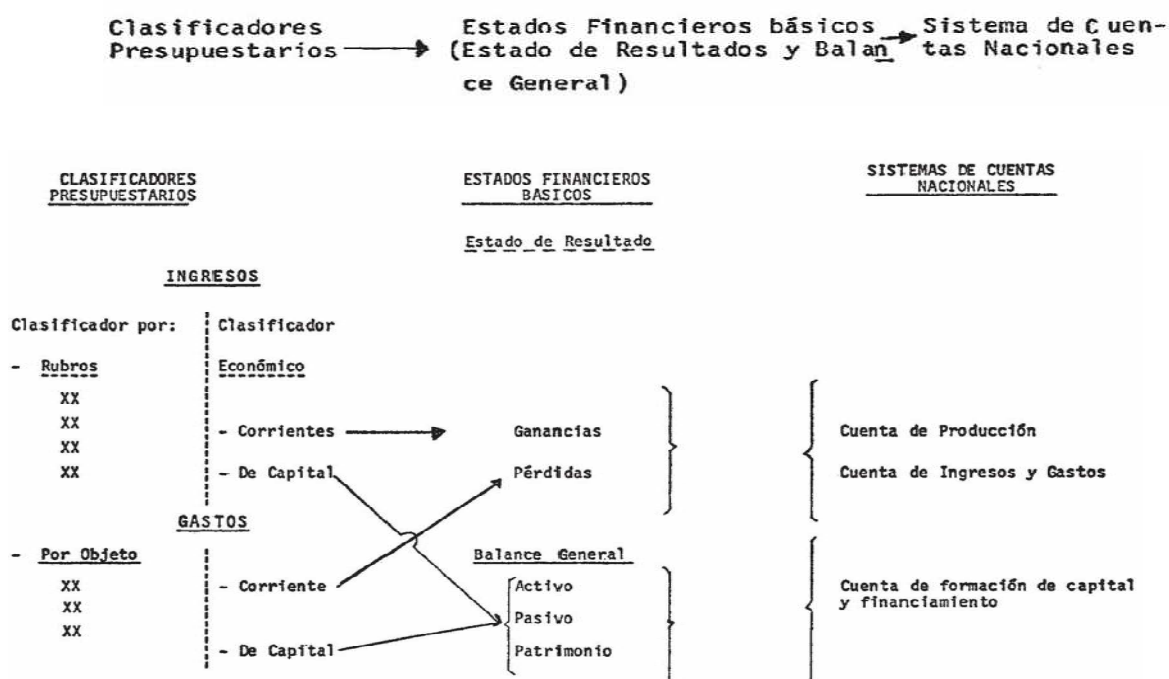 Clasificadores
Presupuestarios
Estados Financieros básicos
(Estado de Resultados y Balan
ce General)
Sistema de Cuen-
tas Nacionales
CLASIFICADORES
PRESUPUESTARIOS
ESTADOS FINANCIEROS
BASICOS
SISTEMAS DE CUENTAS
NACIONALES
Estado de Resultado
INGRESOS
Clasificador por:
Clasificador
- Rubros
Económico
XX
XX
- Corrientes
Ganancias
Cuenta de Producción
XX
XX
- De Capital
Pérdidas
Cuenta de Ingresos y Gastos
GASTOS
- Por Objeto
Balance General
XX
- Corriente
Activo
Cuenta de formación de capital
y financiamiento
XX
Pasivo
XX
- De Capital
Patrimonio